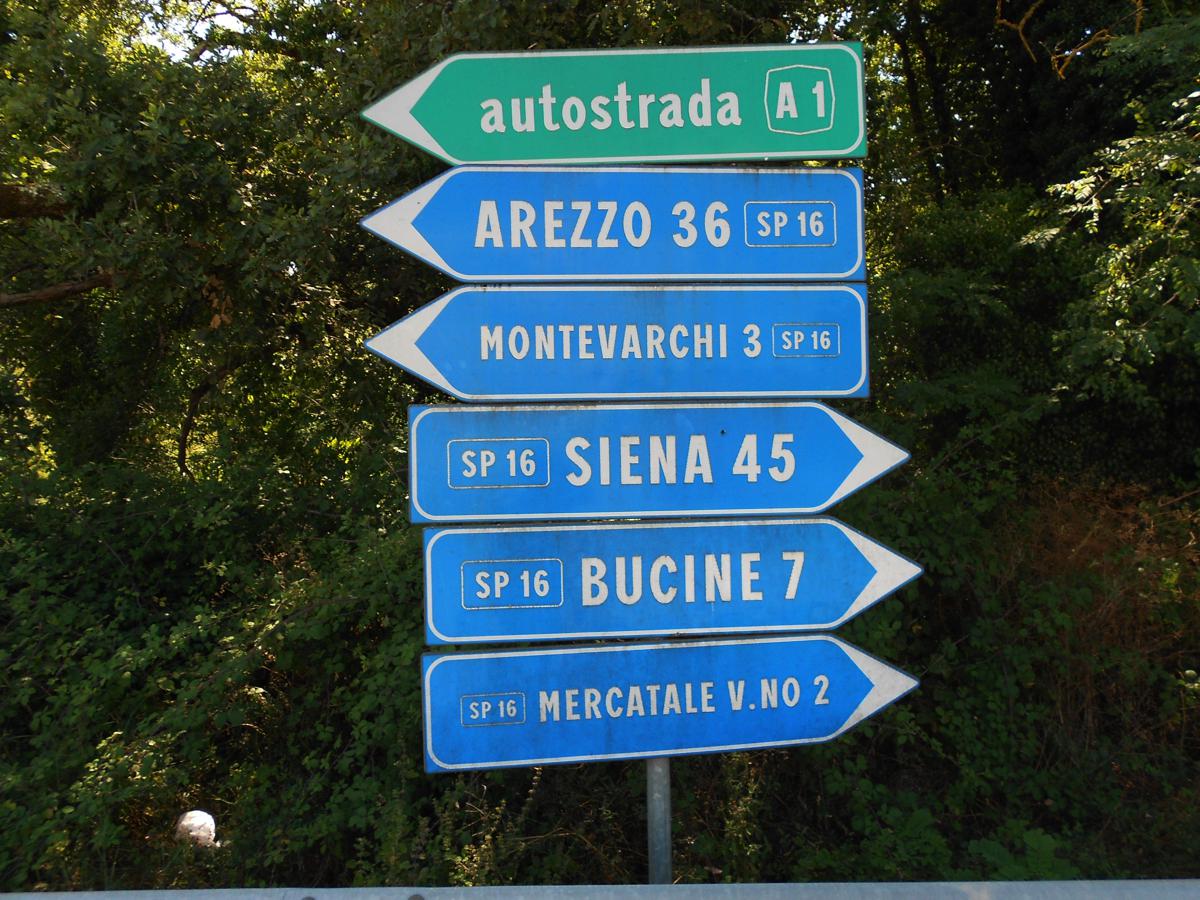 autostrada A 1
AREZZO 36 SP 16
MONTEVARCHI 3 SP 16
SP 16 SIENA 45
SP 16 BUCINE 7
SP 16 MERCATALE V.NO 2